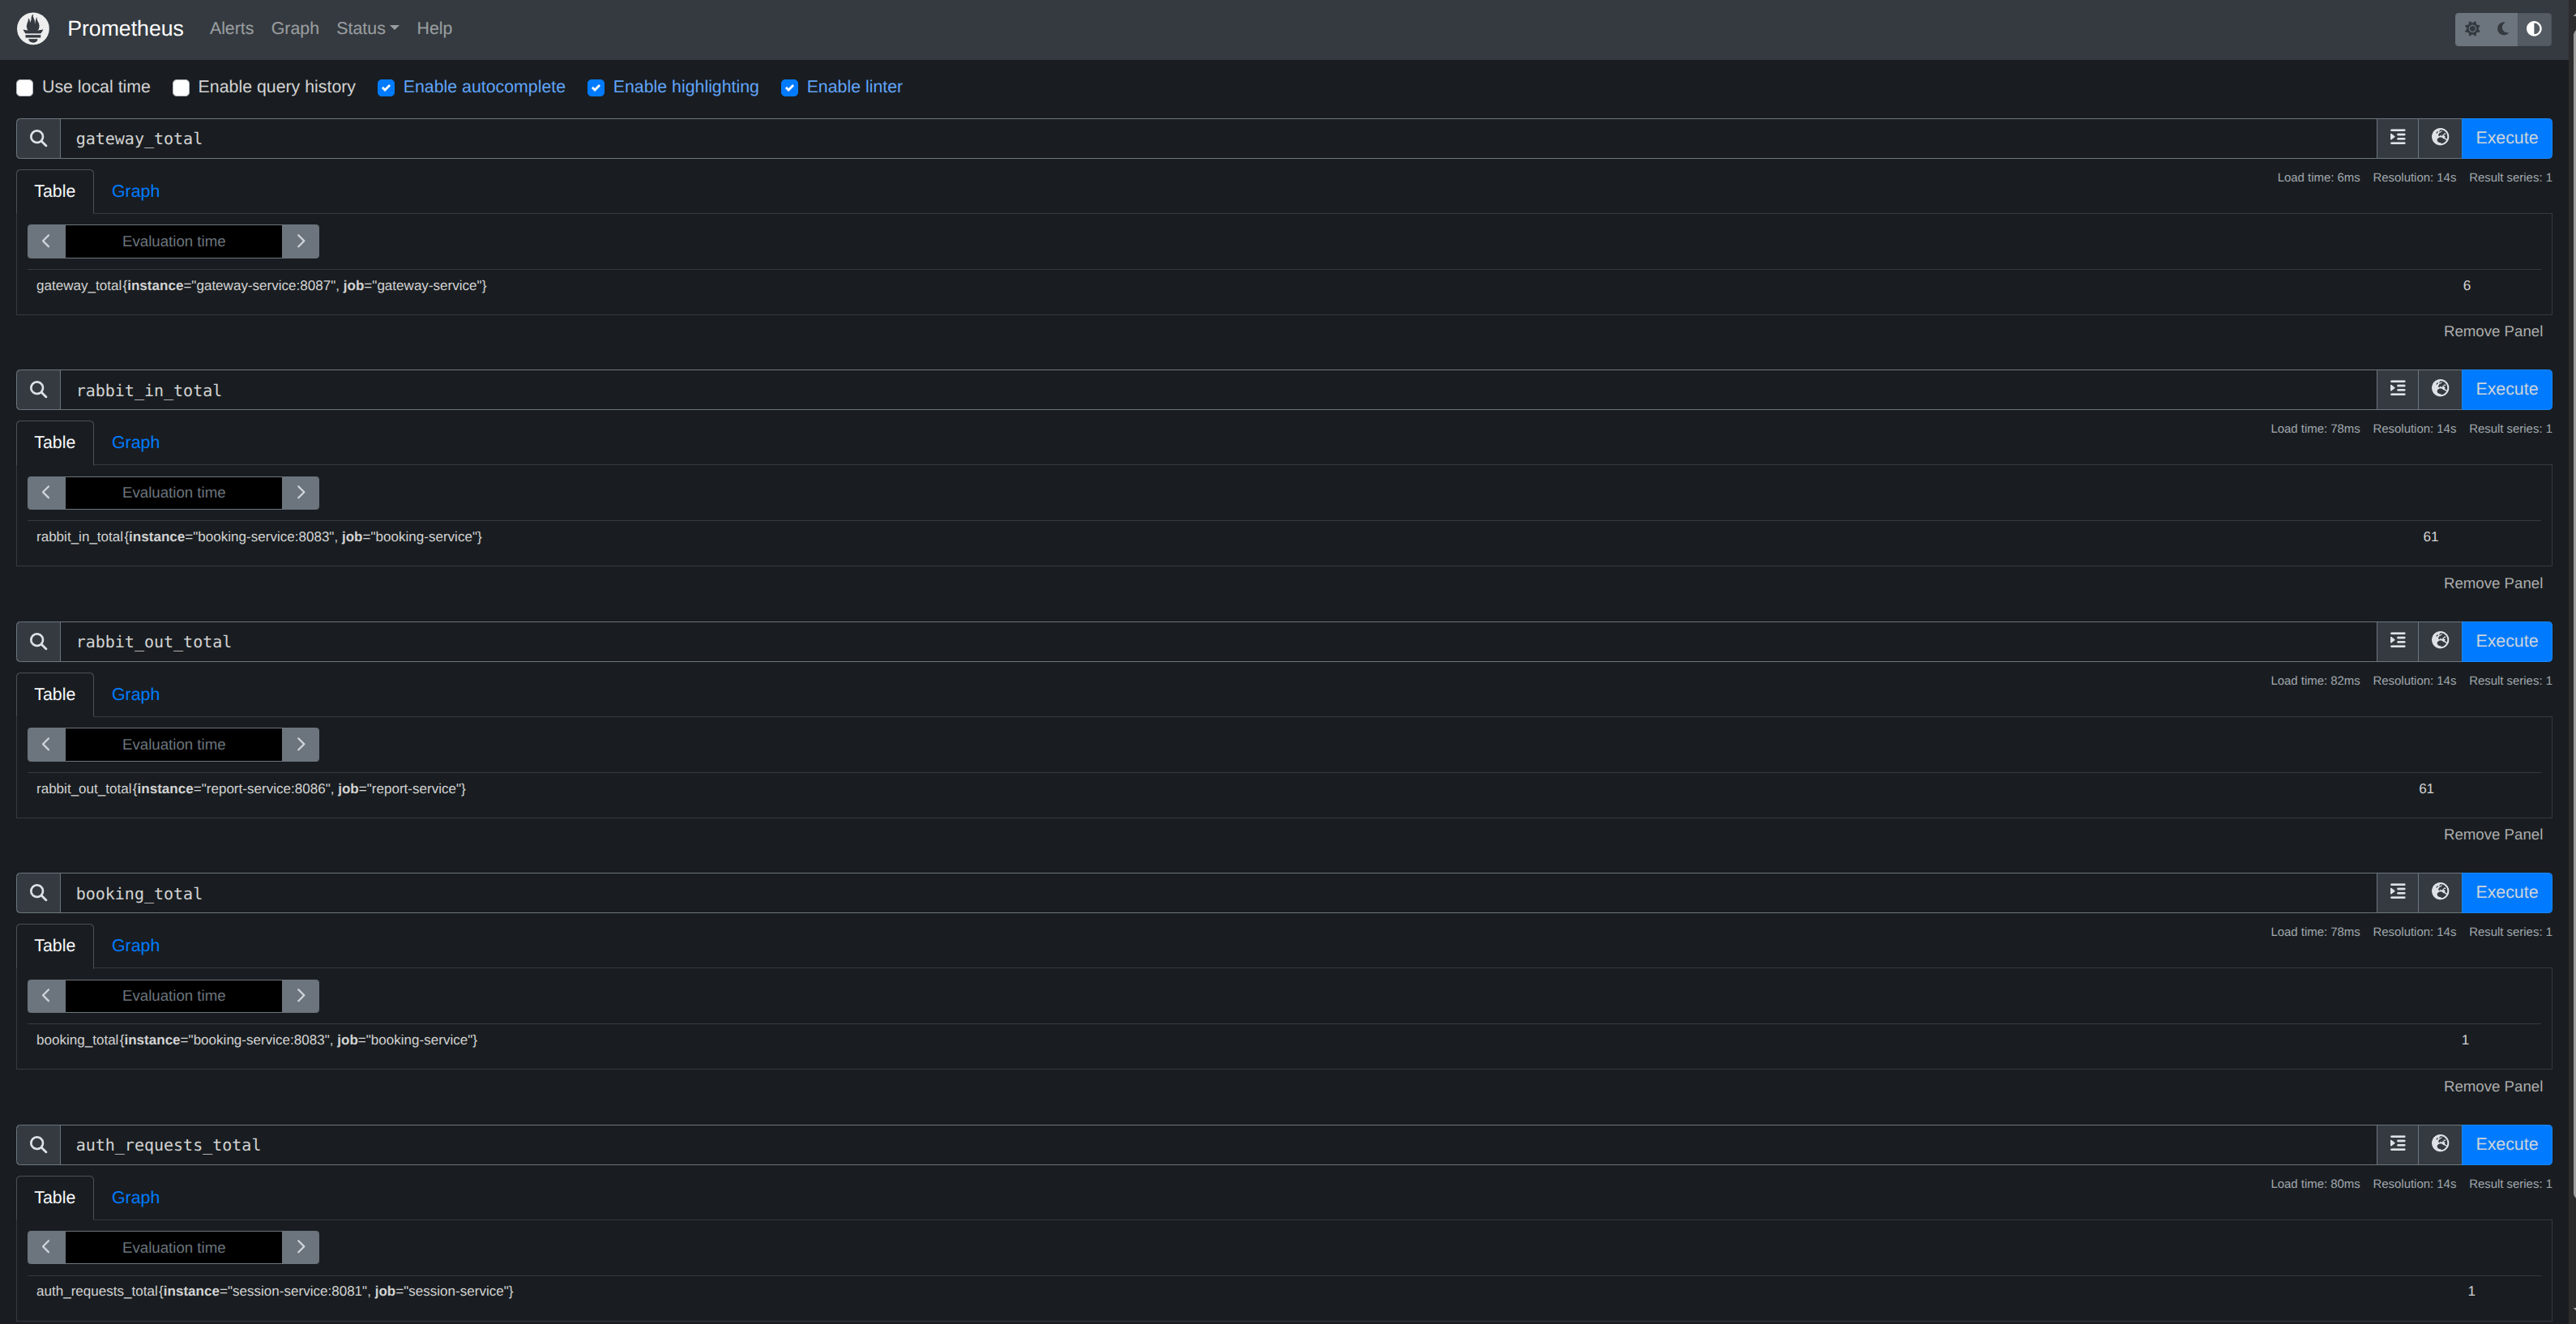 Prometheus Alerts Graph Status Help
Use local time Enable query history Enable autocomplete Enable highlighting Enable linter
gateway_total Execute
Table Graph Load time: 6ms Resolution: 14s Result series: 1
Evaluation time
gateway_total{instance="gateway-service:8087", job="gateway-service"} 6
Remove Panel
rabbit_in_total Execute
Table Graph Load time: 78ms Resolution: 14s Result series: 1
Evaluation time
rabbit_in_total{instance="booking-service:8083", job="booking-service"} 61
Remove Panel
rabbit_out_total Execute
Table Graph Load time: 82ms Resolution: 14s Result series: 1
Evaluation time
rabbit_out_total{instance="report-service:8086", job="report-service"} 61
Remove Panel
booking_total Execute
Table Graph Load time: 78ms Resolution: 14s Result series: 1
Evaluation time
booking_total{instance="booking-service:8083", job="booking-service"} 1
Remove Panel
auth_requests_total Execute
Table Graph Load time: 80ms Resolution: 14s Result series: 1
Evaluation time
auth_requests_total{instance="session-service:8081", job="session-service"} 1